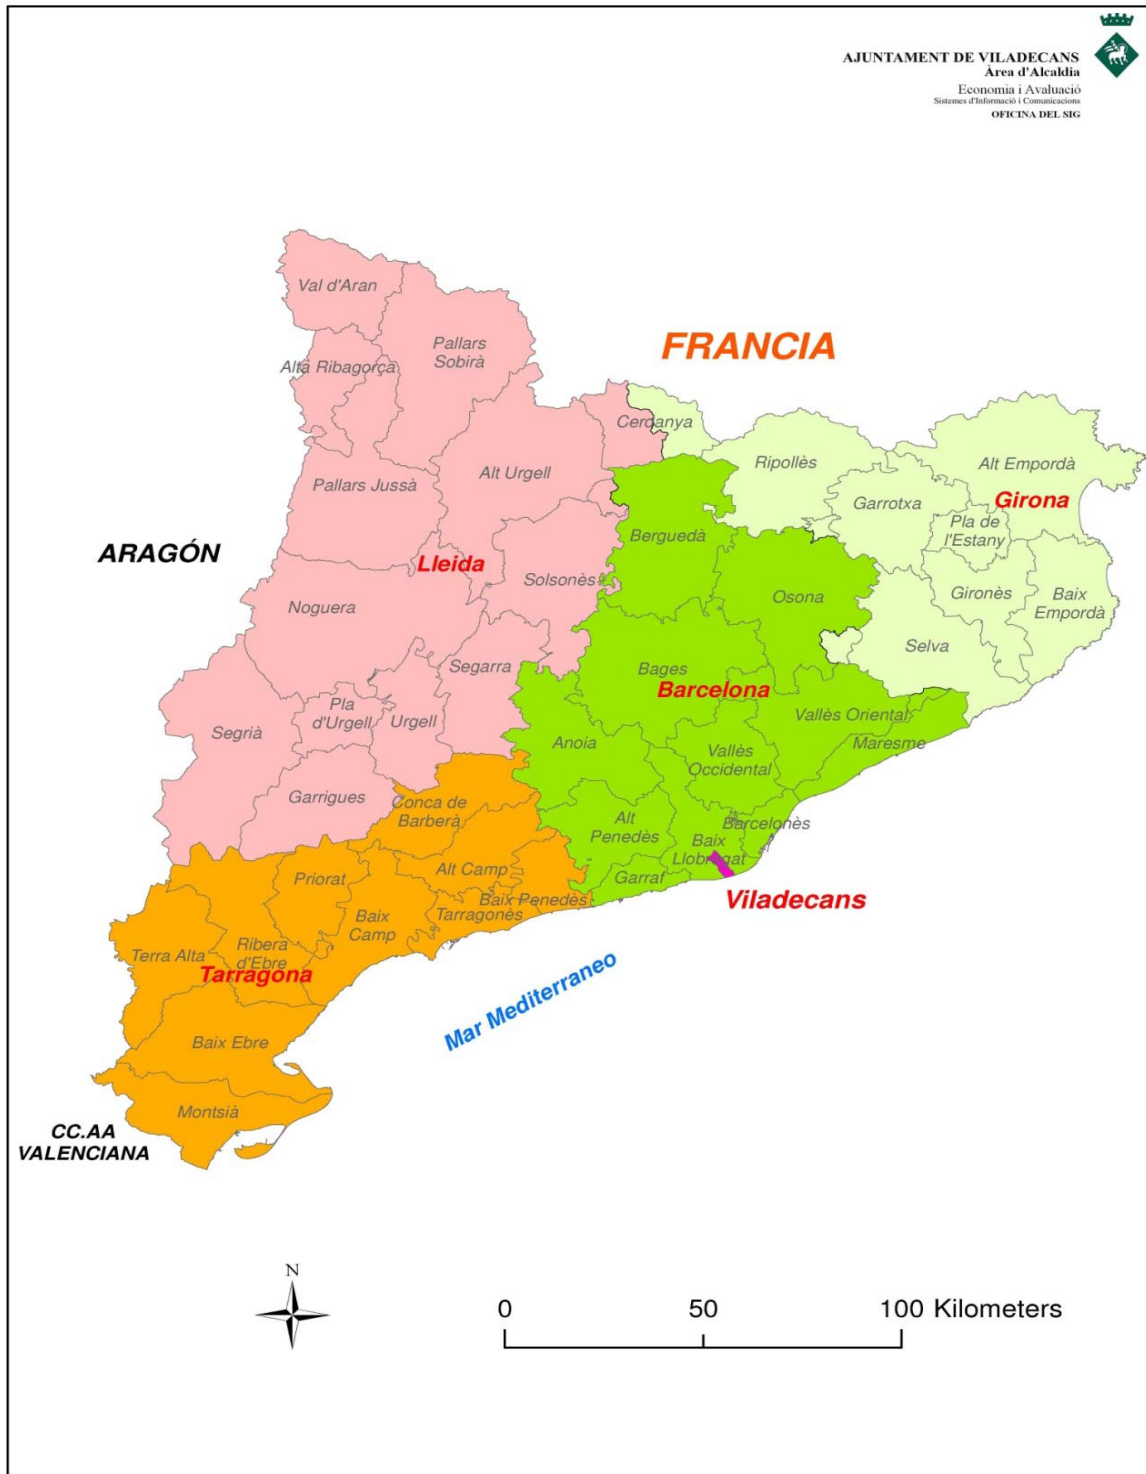 AJUNTAMENT DE VILADECANS
Àrea d'Alcaldia
Economia i Avaluació
Sistemes d'Informació i Comunicacions
OFICINA DEL SIG
Val d'Aran
Pallars
Sobirà
Alta Ribagorça
FRANCIA
Cerdanya
Ripollès
Alt Empordà
Alt Urgell
Pallars Jussà
Garrotxa
Girona
Pla de
l'Estany
Berguedà
ARAGÓN
Lleida
Solsonès
Osona
Gironès
Baix
Empordà
Noguera
Selva
Segarra
Bages
Barcelona
Pla
d'Urgell
Urgell
Segrià
Vallès Oriental
Anoia
Maresme
Vallès
Occidental
Garrigues
Conca de
Barberà
Alt
Penedès
Barcelonès
Baix
Llobregat
Alt Camp
Priorat
Garraf
Baix Penedès
Viladecans
Tarragonès
Baix
Camp
Terra Alta
Ribera
d'Ebre
Tarragona
Mar Mediterraneo
Baix Ebre
Montsià
CC.AA
VALENCIANA
N
0 50 100 Kilometers